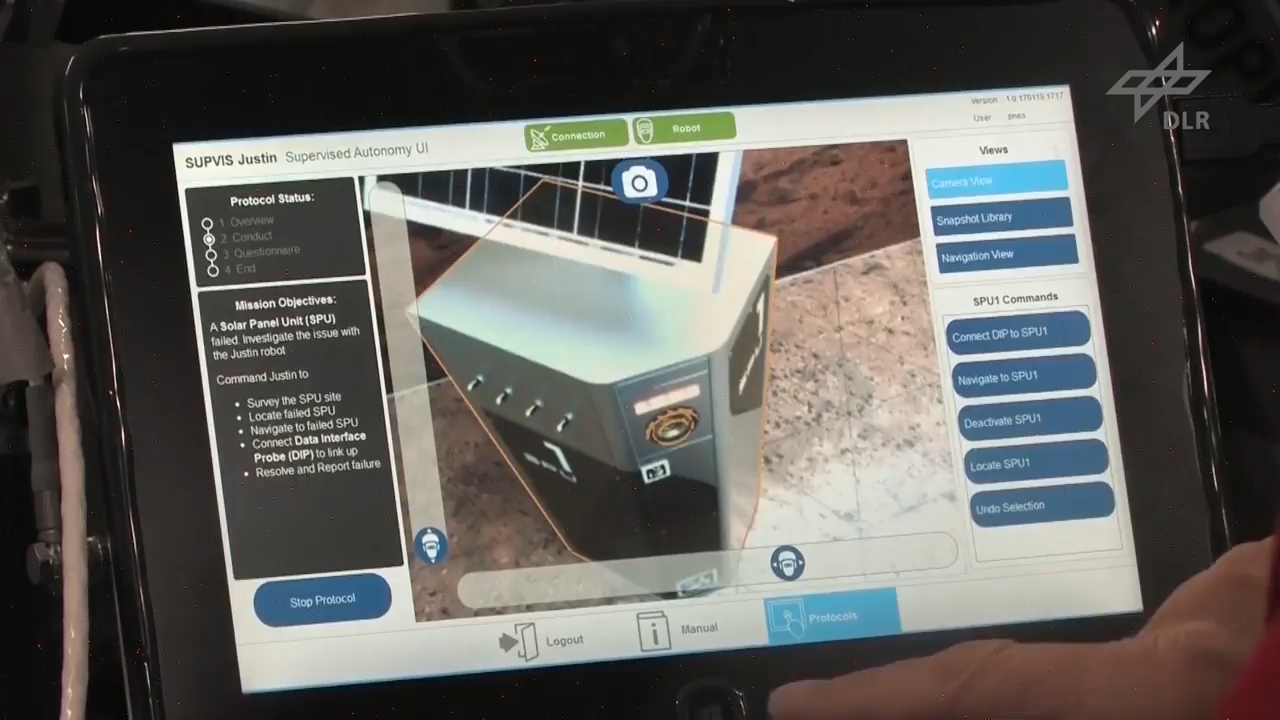 DLR
Version 1.0.170119.1717
User pnes
SUPVIS Justin Supervised Autonomy UI
Connection
Robot
Protocol Status:
1 Overview
2 Conduct
3 Questionnaire
4 End
Mission Objectives:
A Solar Panel Unit (SPU)
failed. Investigate the issue with
the Justin robot
Command Justin to
• Survey the SPU site
• Locate failed SPU
• Navigate to failed SPU
• Connect Data Interface
Probe (DIP) to link up
• Resolve and Report failure
Stop Protocol
1
SPU
Views
Camera View
Snapshot Library
Navigation View
SPU1 Commands
Connect DIP to SPU1
Navigate to SPU1
Deactivate SPU1
Locate SPU1
Undo Selection
Logout
Manual
Protocols